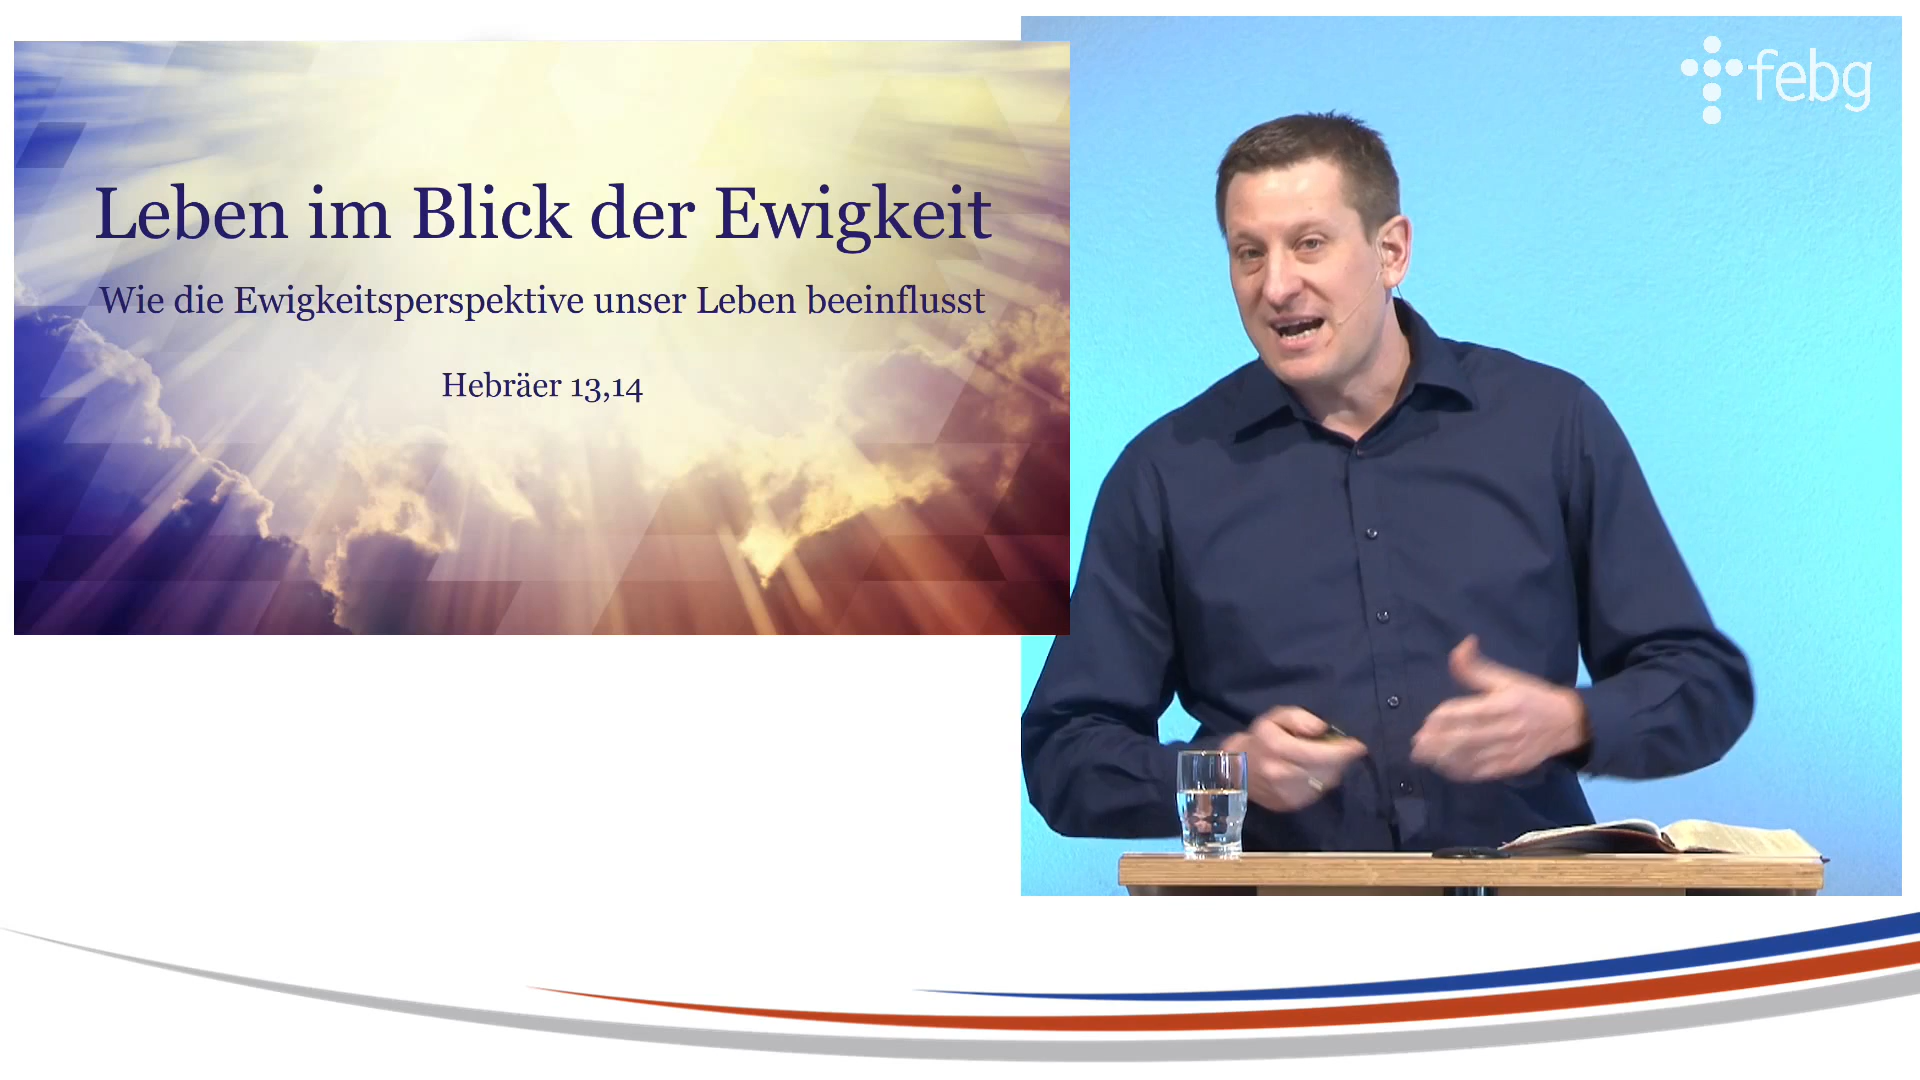 Leben im Blick der Ewigkeit
Wie die Ewigkeitsperspektive unser Leben beeinflusst
Hebräer 13,14
febg